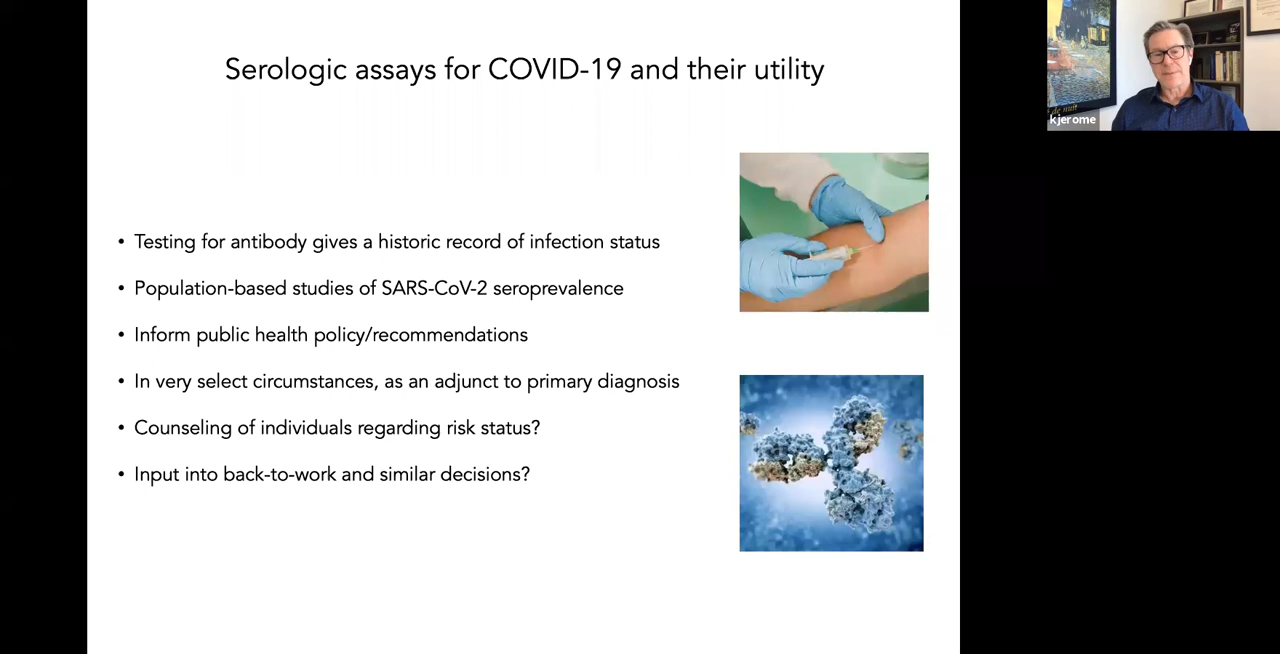 Serologic assays for COVID-19 and their utility
• Testing for antibody gives a historic record of infection status
• Population-based studies of SARS-CoV-2 seroprevalence
• Inform public health policy/recommendations
• In very select circumstances, as an adjunct to primary diagnosis
• Counseling of individuals regarding risk status?
• Input into back-to-work and similar decisions?
de nuit
kjerome